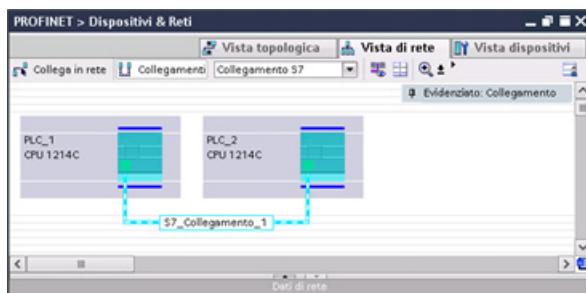 PROFINET > Dispositivi & Reti
Vista topologica
Vista di rete
Vista dispositivi
Collega in rete
Collegamenti
Collegamento S7
Evidenziato: Collegamento
PLC_1
CPU 1214C
PLC_2
CPU 1214C
S7_Collegamento_1
Dati di rete